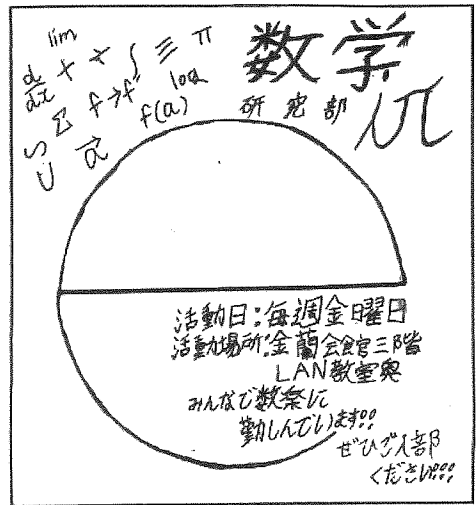 数学
研究部
lim
d/dx + ÷ ∫ ≡ π
Σ f→f' log
a→ f(a)
活動日:毎週金曜日
活動場所:金蘭会館三階
LAN教室奥
みんなで数楽に
勤しんでいます!!
ぜひご入部
ください!!!